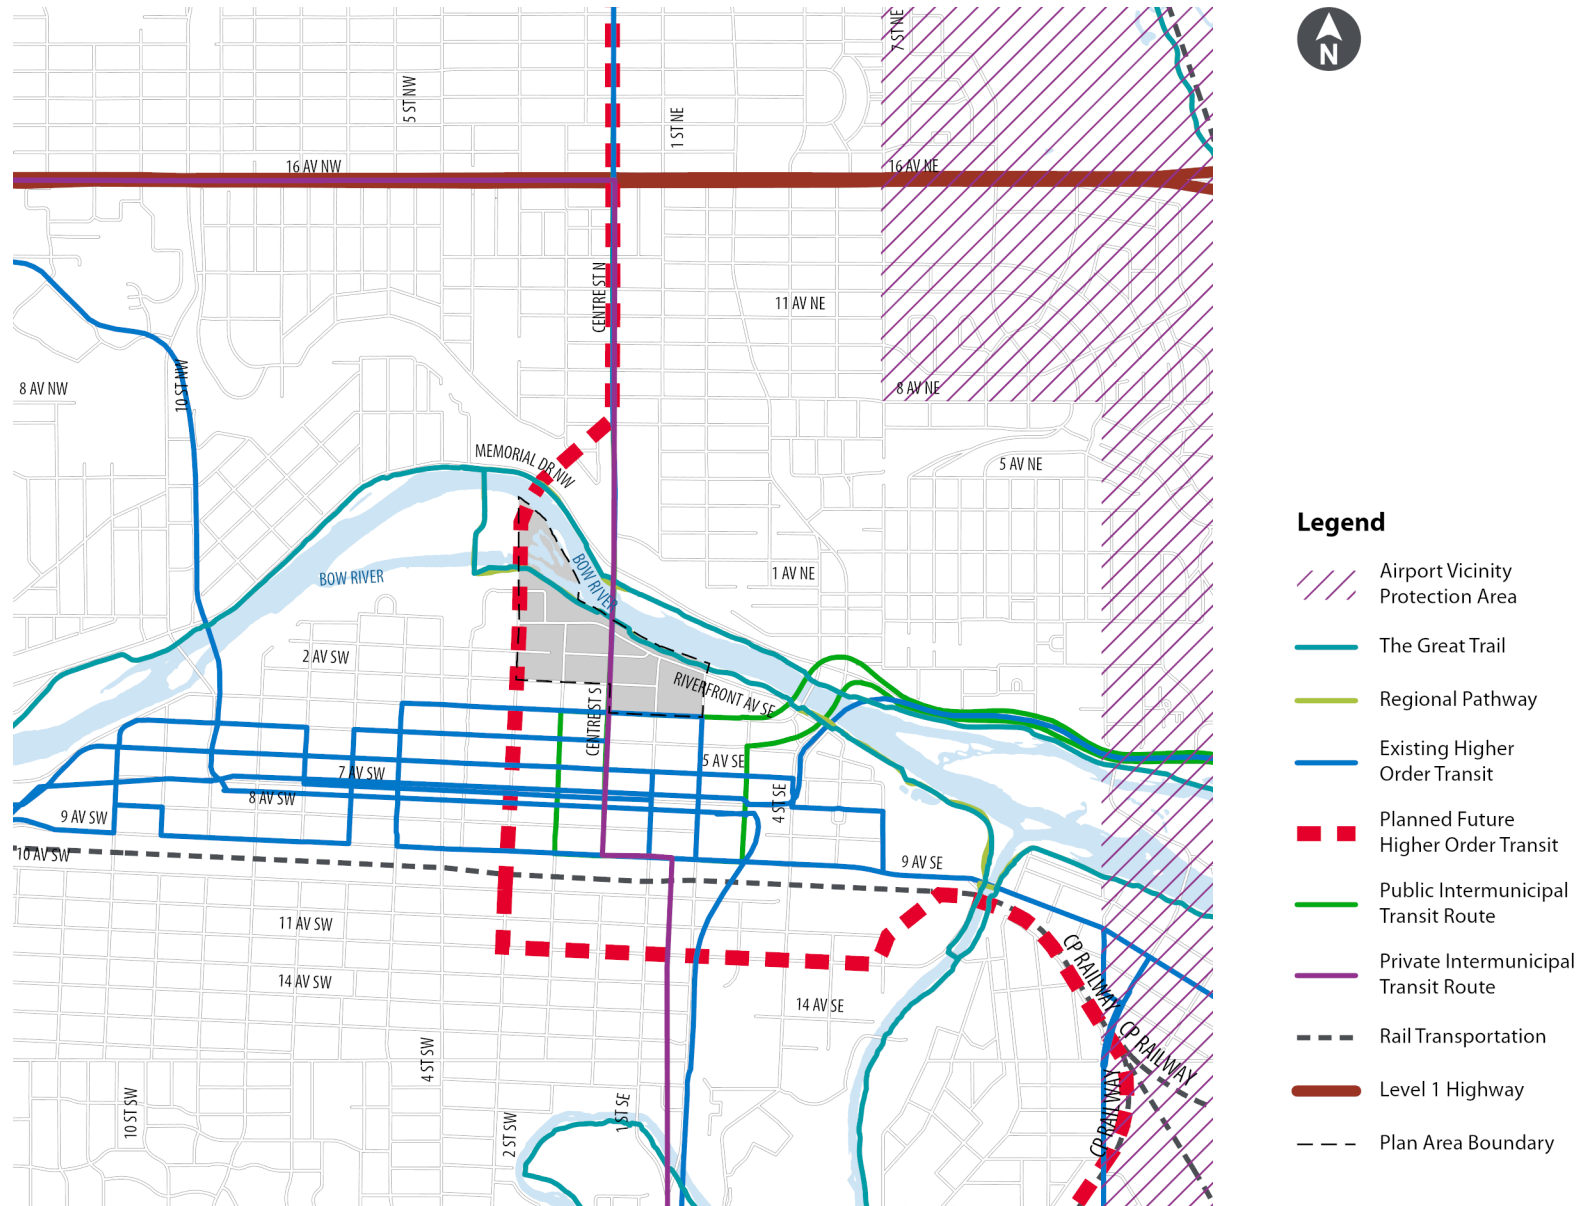 7 ST NE
N
5 ST NW
1 ST NE
16 AV NW
16 AV NE
CENTRE ST N
11 AV NE
10 ST NW
8 AV NW
8 AV NE
MEMORIAL DR NW
5 AV NE
Legend
BOW RIVER
BOW RIVER
1 AV NE
Airport Vicinity
Protection Area
2 AV SW
The Great Trail
RIVERFRONT AV SE
CENTRE ST S
Regional Pathway
5 AV SE
7 AV SW
Existing Higher
Order Transit
8 AV SW
4 ST SE
9 AV SW
Planned Future
Higher Order Transit
10 AV SW
9 AV SE
Public Intermunicipal
Transit Route
11 AV SW
CP RAILWAY
14 AV SW
14 AV SE
Private Intermunicipal
Transit Route
CP RAILWAY
4 ST SW
Rail Transportation
10 ST SW
2 ST SW
1 ST SE
CP RAILWAY
Level 1 Highway
Plan Area Boundary